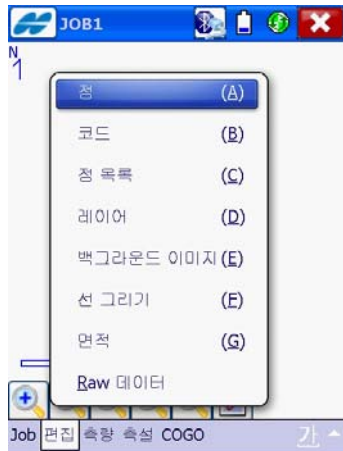 JOB1
N
점 (A)
코드 (B)
점 목록 (C)
레이어 (D)
백그라운드 이미지 (E)
선 그리기 (F)
면적 (G)
Raw 데이터
Job 편집 측량 측설 COGO 가